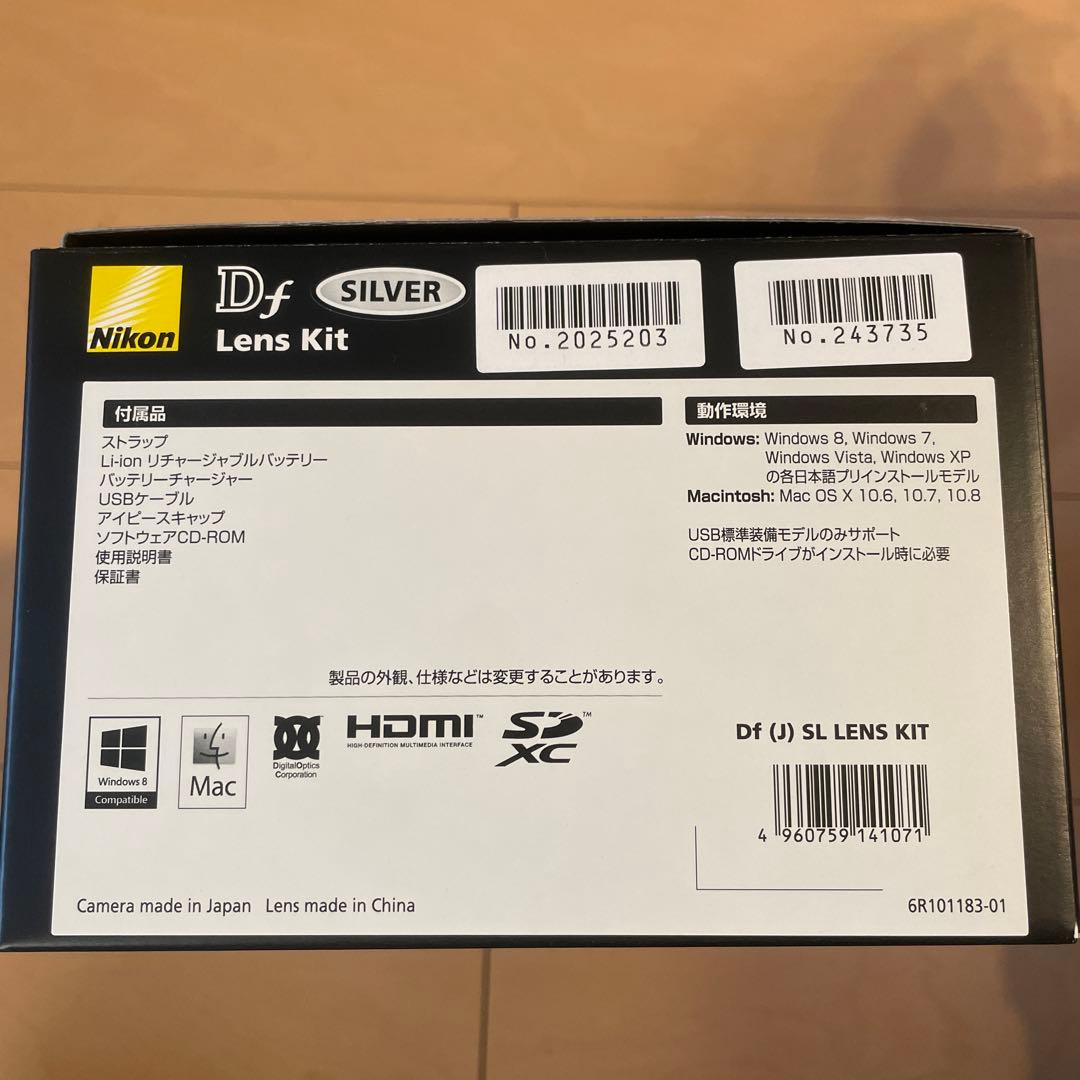 Nikon
Df
SILVER
Lens Kit
No.2025203
No.243735
付属品
ストラップ
Li-ion リチャージャブルバッテリー
バッテリーチャージャー
USBケーブル
アイピースキャップ
ソフトウェアCD-ROM
使用説明書
保証書
動作環境
Windows: Windows 8, Windows 7,
Windows Vista, Windows XP
の各日本語プリインストールモデル
Macintosh: Mac OS X 10.6, 10.7, 10.8
USB標準装備モデルのみサポート
CD-ROMドライブがインストール時に必要
製品の外観、仕様などは変更することがあります。
Windows 8
Compatible
Mac
DigitalOptics
Corporation
HDMI™
HIGH-DEFINITION MULTIMEDIA INTERFACE
SD™
XC
Df (J) SL LENS KIT
4 960759 141071
Camera made in Japan Lens made in China
6R101183-01